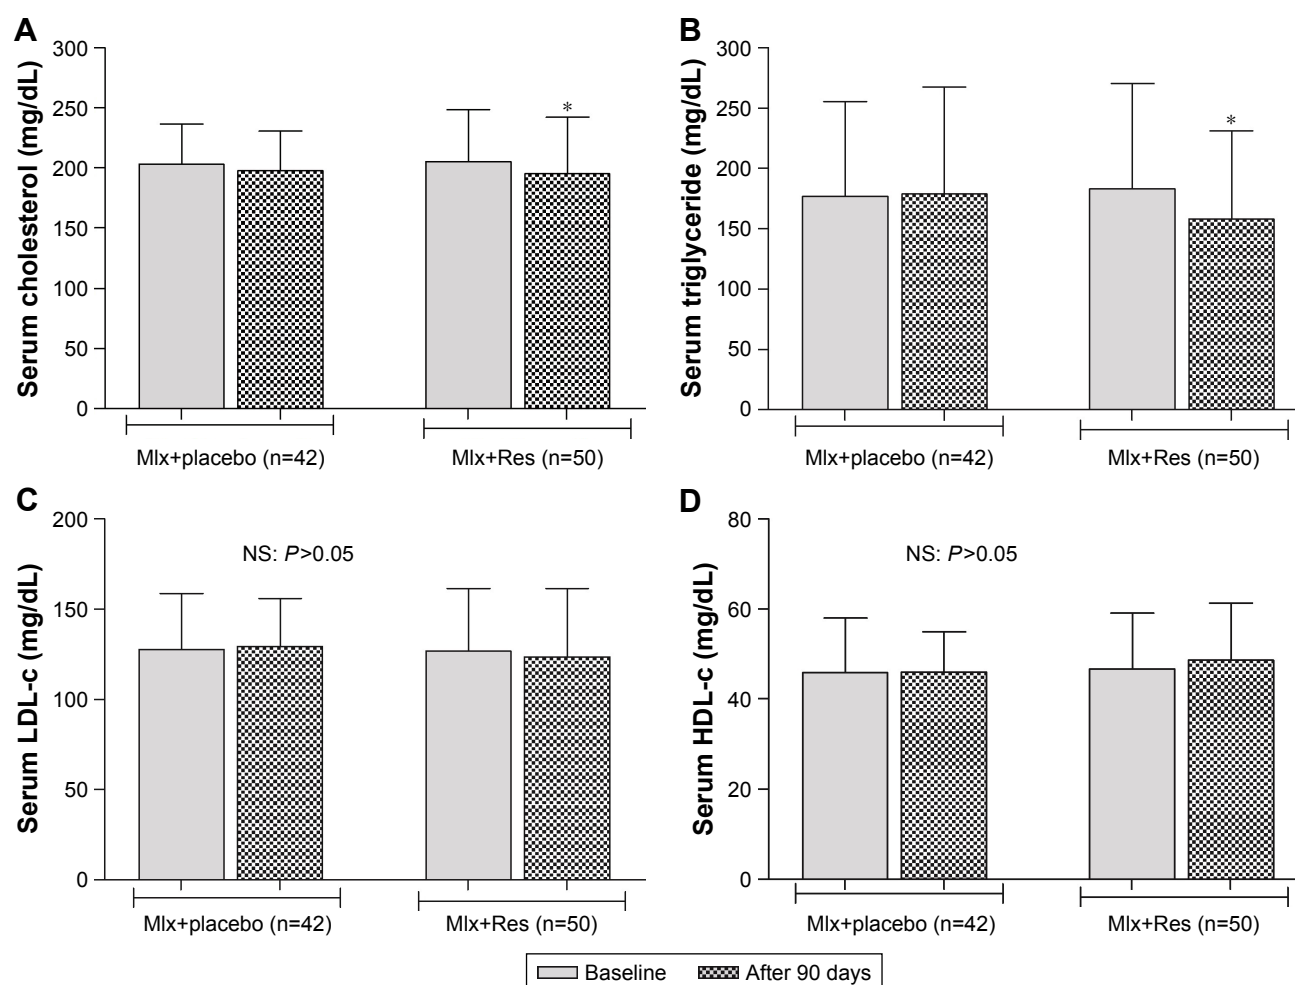 A
Serum cholesterol (mg/dL)
300
250
200
150
100
50
0
*
Mlx+placebo (n=42)
Mlx+Res (n=50)
B
Serum triglyceride (mg/dL)
300
250
200
150
100
50
0
*
Mlx+placebo (n=42)
Mlx+Res (n=50)
C
Serum LDL-c (mg/dL)
200
150
100
50
0
NS: P>0.05
Mlx+placebo (n=42)
Mlx+Res (n=50)
D
Serum HDL-c (mg/dL)
80
60
40
20
0
NS: P>0.05
Mlx+placebo (n=42)
Mlx+Res (n=50)
Baseline
After 90 days